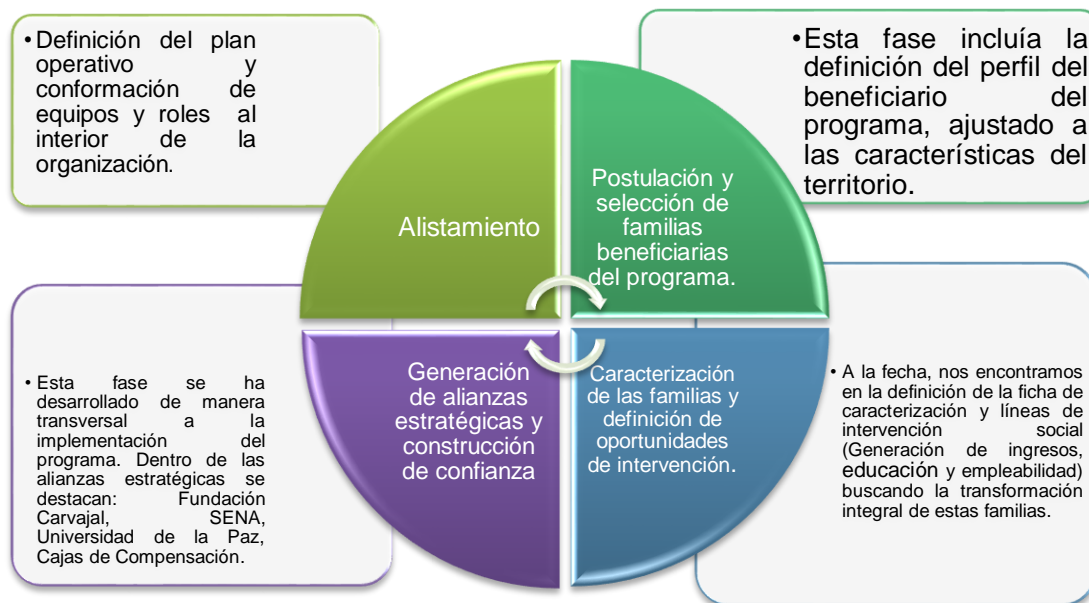 • Definición del plan
operativo y
conformación de
equipos y roles al
interior de la
organización.
• Esta fase incluía la
definición del perfil del
beneficiario del
programa, ajustado a
las características del
territorio.
Alistamiento
Postulación y
selección de
familias
beneficiarias
del programa.
Generación
de alianzas
estratégicas y
construcción
de confianza
Caracterización
de las familias y
definición de
oportunidades
de intervención.
• Esta fase se ha
desarrollado de manera
transversal a la
implementación del
programa. Dentro de las
alianzas estratégicas se
destacan: Fundación
Carvajal, SENA,
Universidad de la Paz,
Cajas de Compensación.
• A la fecha, nos encontramos
en la definición de la ficha de
caracterización y líneas de
intervención social
(Generación de ingresos,
educación y empleabilidad)
buscando la transformación
integral de estas familias.